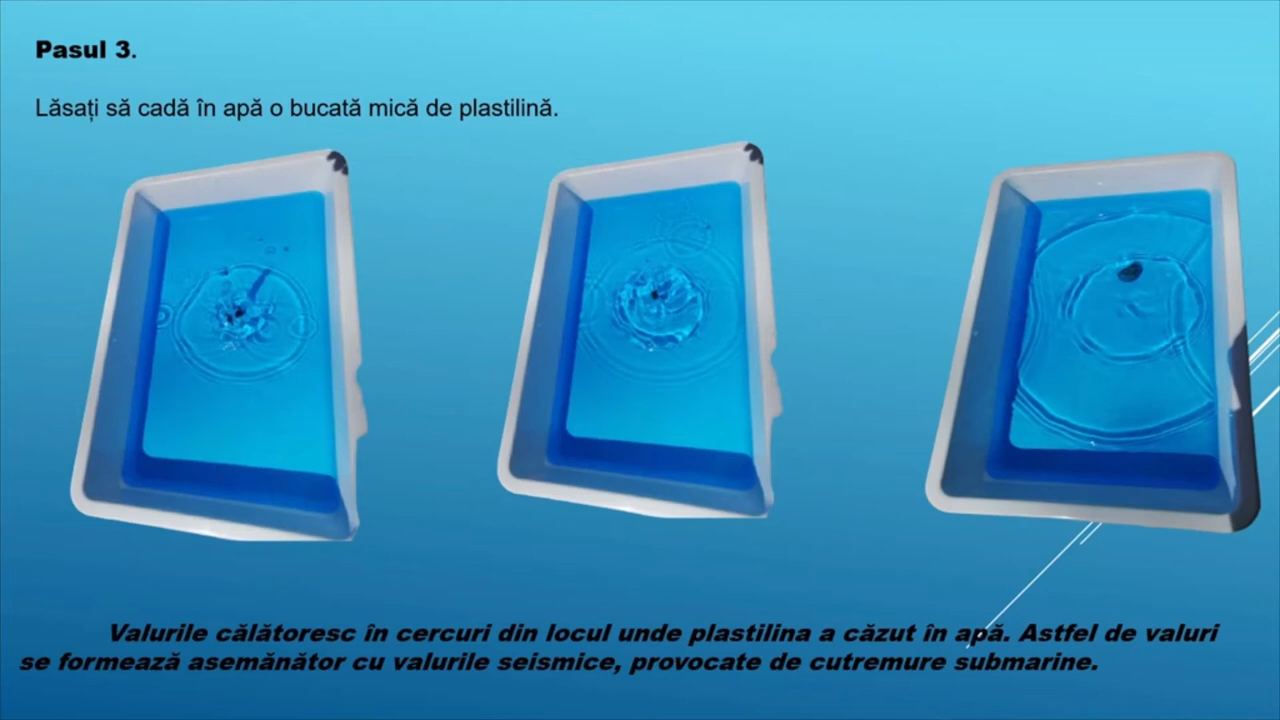 Pasul 3.
Lăsați să cadă în apă o bucată mică de plastilină.
Valurile călătoresc în cercuri din locul unde plastilina a căzut în apă. Astfel de valuri
se formează asemănător cu valurile seismice, provocate de cutremure submarine.